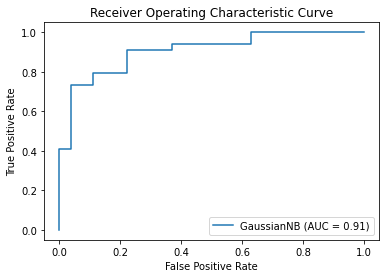 Receiver Operating Characteristic Curve
1.0
0.8
0.6
0.4
0.2
0.0
True Positive Rate
GaussianNB (AUC = 0.91)
0.0 0.2 0.4 0.6 0.8 1.0
False Positive Rate